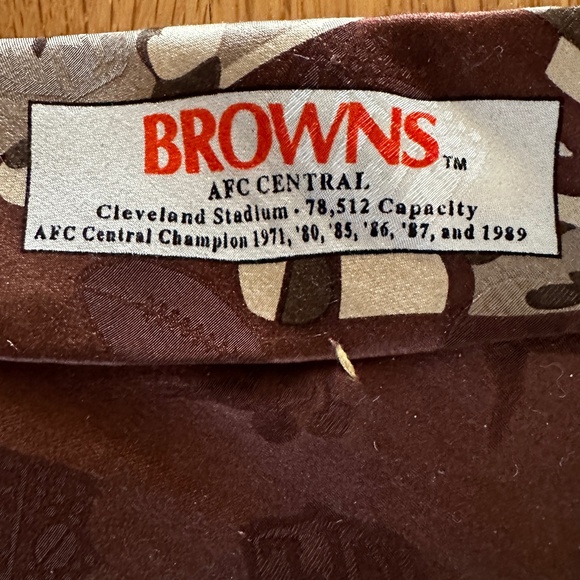 BROWNS™
AFC CENTRAL
Cleveland Stadium · 78,512 Capacity
AFC Central Champion 1971, '80, '85, '86, '87, and 1989